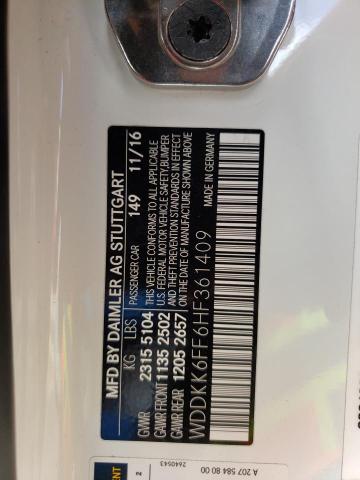 MFD BY DAIMLER AG STUTTGART
KG LBS PASSENGER CAR 149 11/16
GVWR 2315 5104 THIS VEHICLE CONFORMS TO ALL APPLICABLE
GAWR FRONT 1135 2502 U.S. FEDERAL MOTOR VEHICLE SAFETY,BUMPER
GAWR REAR 1205 2657 AND THEFT PREVENTION STANDARDS IN EFFECT
ON THE DATE OF MANUFACTURE SHOWN ABOVE
WDDKK6FF6HF361409 MADE IN GERMANY
2640543 2
A 207 584 80 00